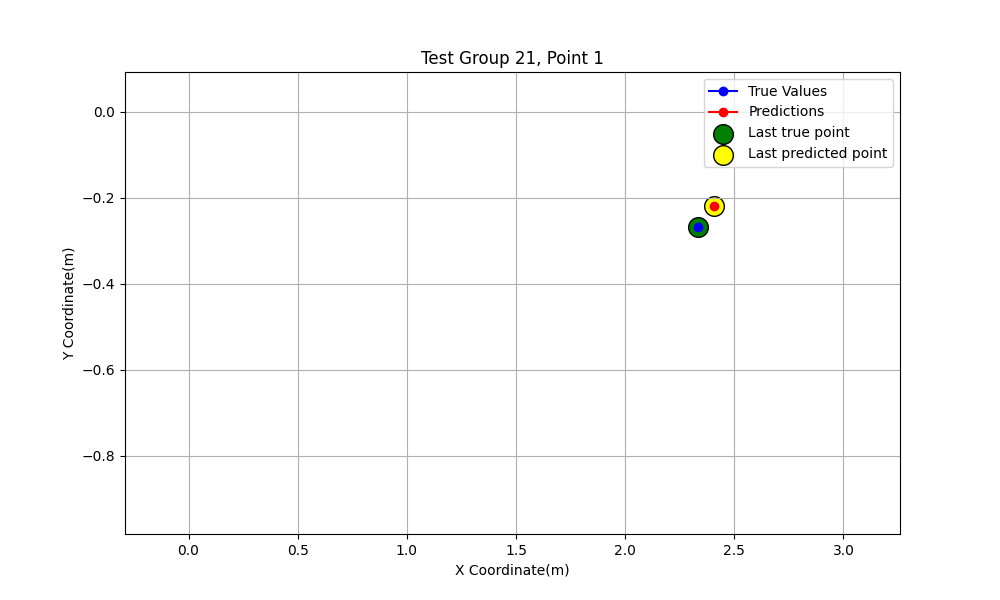 Test Group 21, Point 1
True Values
Predictions
Last true point
Last predicted point
0.0
−0.2
−0.4
−0.6
−0.8
Y Coordinate(m)
0.0 0.5 1.0 1.5 2.0 2.5 3.0
X Coordinate(m)